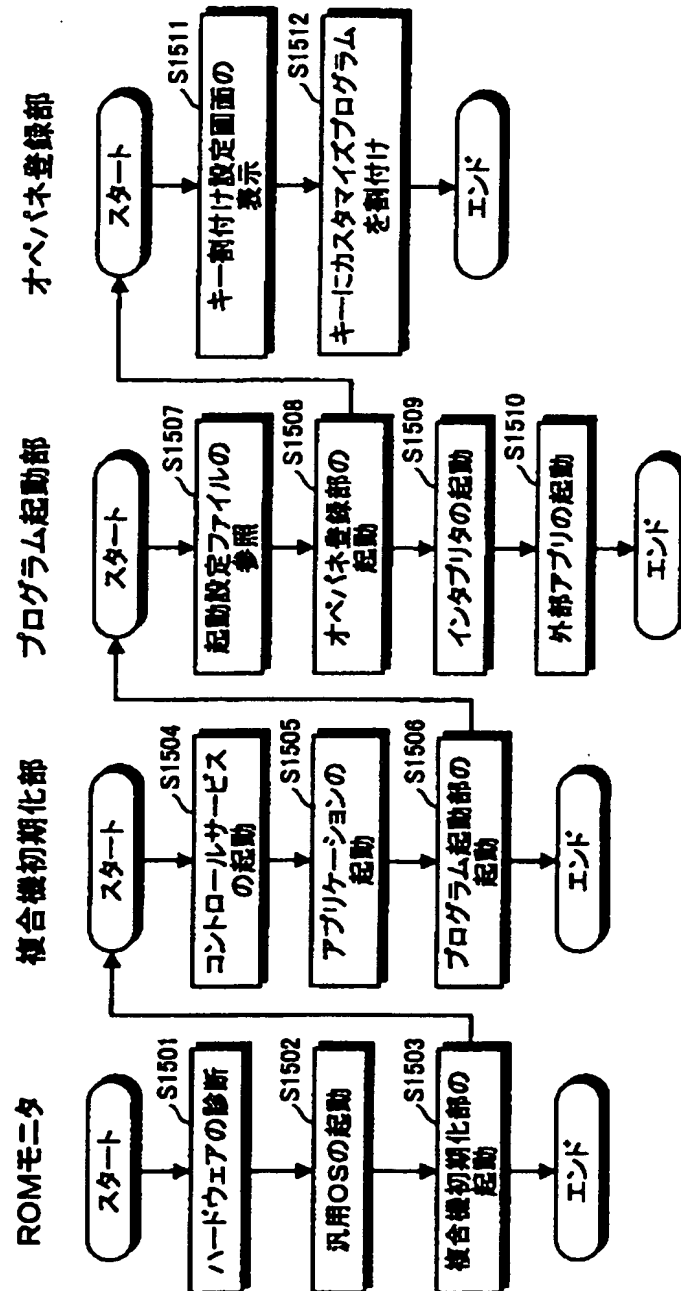 ROMモニタ
スタート
S1501
ハードウェアの診断
S1502
汎用OSの起動
S1503
複合機初期化部の
起動
エンド
複合機初期化部
スタート
S1504
コントロールサービス
の起動
S1505
アプリケーションの
起動
S1506
プログラム起動部の
起動
エンド
プログラム起動部
スタート
S1507
起動設定ファイルの
参照
S1508
オペパネ登録部の
起動
S1509
インタプリタの起動
S1510
外部アプリの起動
エンド
オペパネ登録部
スタート
S1511
キー割付け設定画面の
表示
S1512
キーにカスタマイズプログラム
を割付け
エンド